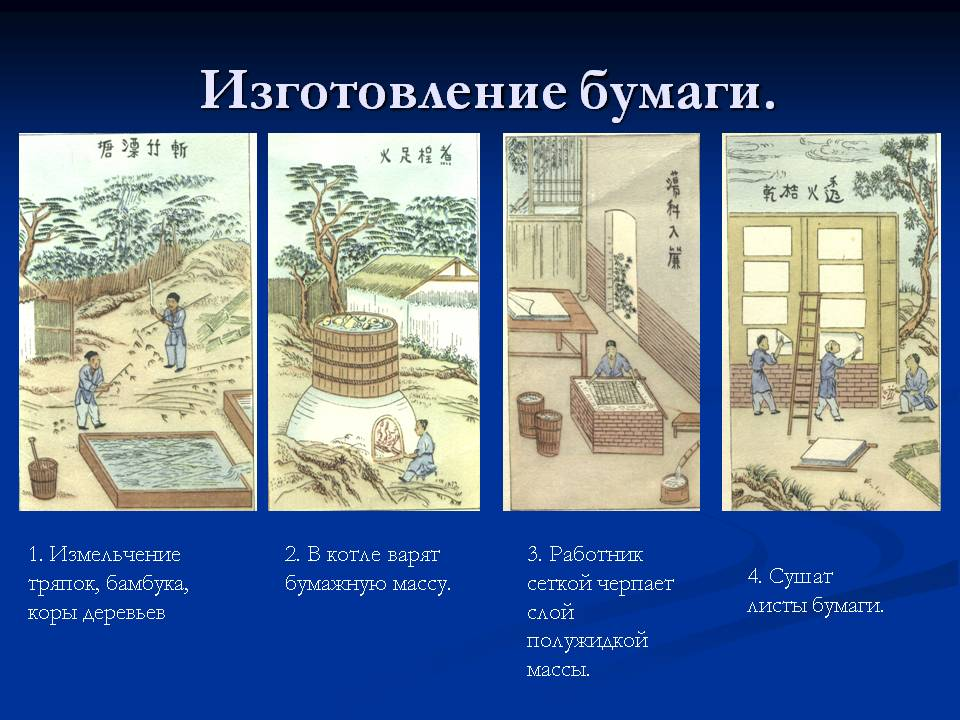 Изготовление бумаги.
斬竹漂塘
煮楻足火
蕩料入簾
透火焙乾
1. Измельчение
тряпок, бамбука,
коры деревьев
2. В котле варят
бумажную массу.
3. Работник
сеткой черпает
слой
полужидкой
массы.
4. Сушат
листы бумаги.